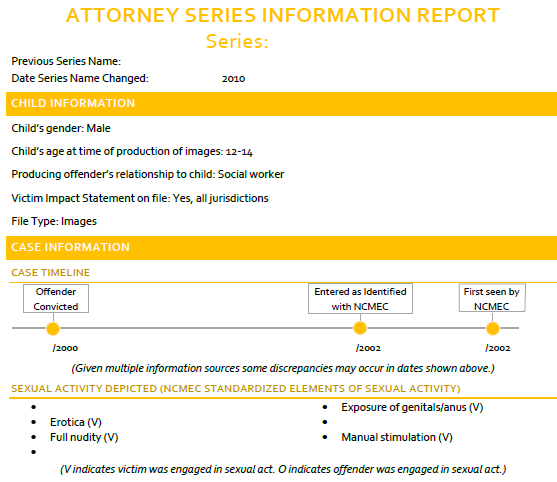 ATTORNEY SERIES INFORMATION REPORT
Series:
Previous Series Name:
Date Series Name Changed: 2010
CHILD INFORMATION
Child's gender: Male
Child's age at time of production of images: 12-14
Producing offender's relationship to child: Social worker
Victim Impact Statement on file: Yes, all jurisdictions
File Type: Images
CASE INFORMATION
CASE TIMELINE
Offender
Convicted
Entered as Identified
with NCMEC
First seen by
NCMEC
/2000
/2002
/2002
(Given multiple information sources some discrepancies may occur in dates shown above.)
SEXUAL ACTIVITY DEPICTED (NCMEC STANDARDIZED ELEMENTS OF SEXUAL ACTIVITY)
•
• Erotica (V)
• Full nudity (V)
•
• Exposure of genitals/anus (V)
•
• Manual stimulation (V)
(V indicates victim was engaged in sexual act. O indicates offender was engaged in sexual act.)